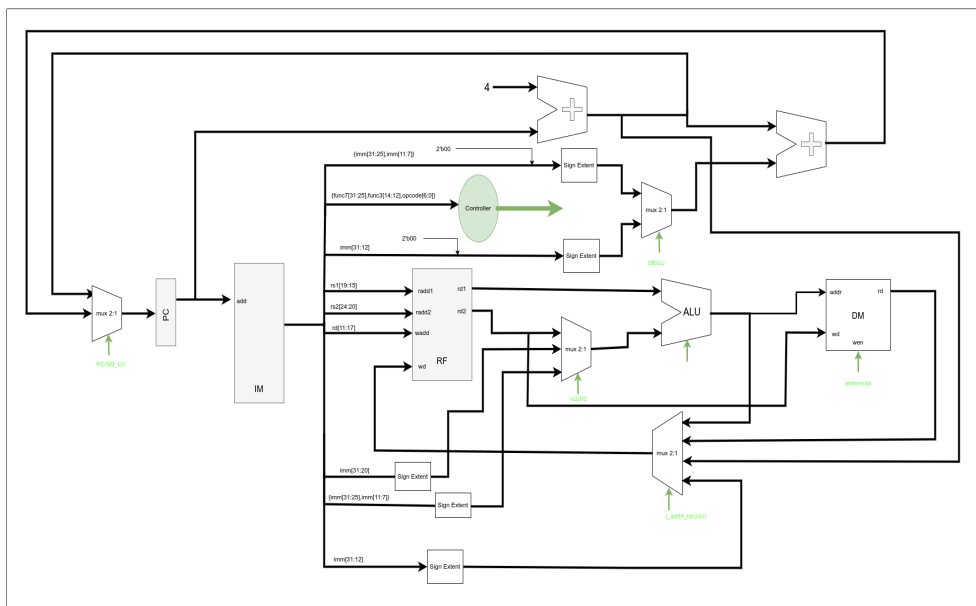 4
2'b00
{imm[31:25],imm[11:7]}
Sign Extent
{func7[31:25],func3[14:12],opcode[6:0]}
Controller
mux 2:1
2'b00
imm[31:12]
Sign Extent
SB/UJ
rs1[19:15]
radd1
rd1
rs2[24:20]
radd2
rd2
rd[11:17]
wadd
RF
wd
add
IM
PC
mux 2:1
PC/SB_UJ
ALU
addr
rd
DM
wd
wen
write/read
mux 2:1
rs2/I/S
mux 2:1
imm[31:20]
Sign Extent
{imm[31:25],imm[11:7]}
Sign Extent
imm[31:12]
Sign Extent